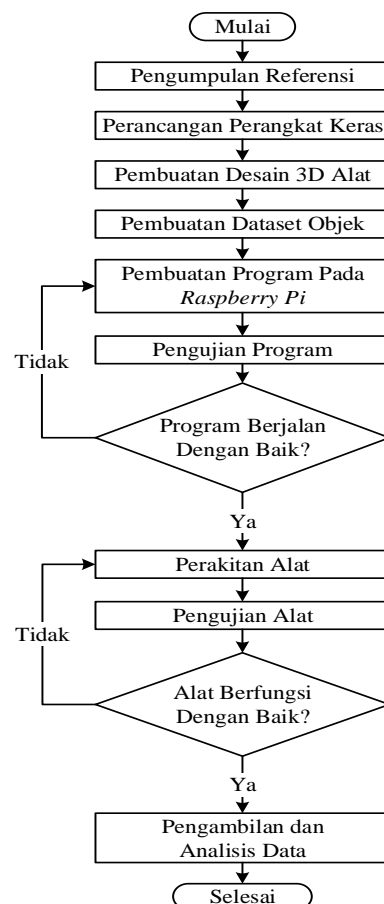 Mulai
Pengumpulan Referensi
Perancangan Perangkat Keras
Pembuatan Desain 3D Alat
Pembuatan Dataset Objek
Pembuatan Program Pada
Raspberry Pi
Tidak
Pengujian Program
Program Berjalan
Dengan Baik?
Ya
Perakitan Alat
Pengujian Alat
Tidak
Alat Berfungsi
Dengan Baik?
Ya
Pengambilan dan
Analisis Data
Selesai